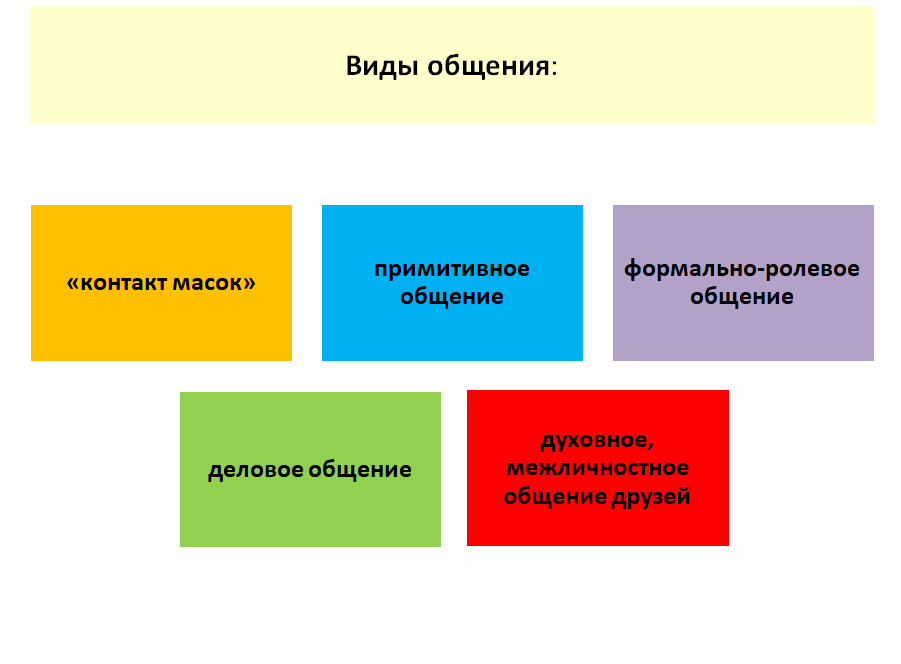 Виды общения:
«контакт масок»
примитивное
общение
формально-ролевое
общение
деловое общение
духовное,
межличностное
общение друзей